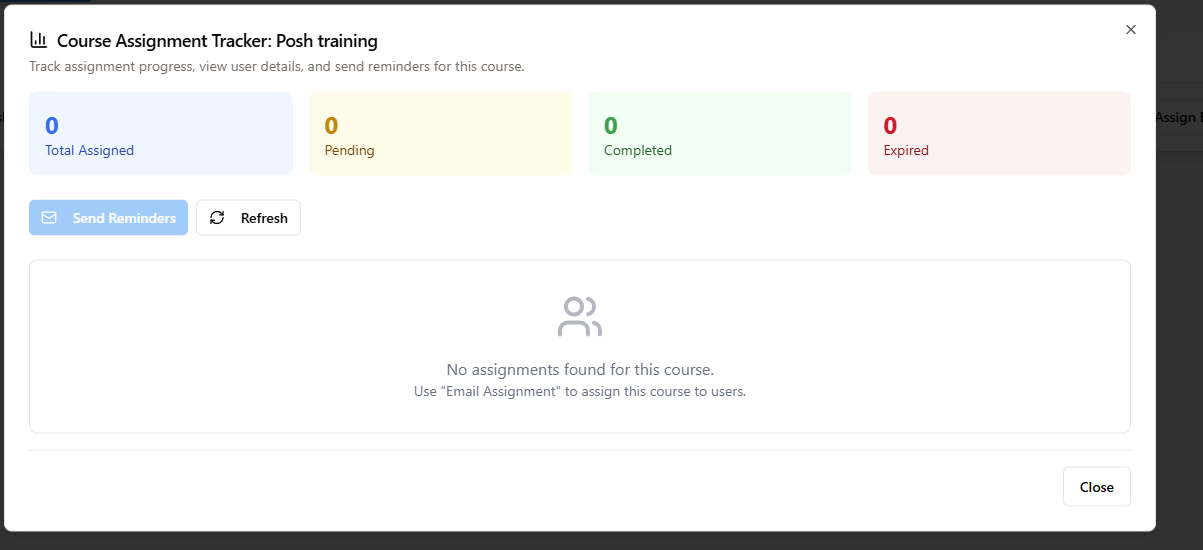 Course Assignment Tracker: Posh training
Track assignment progress, view user details, and send reminders for this course.
0
Total Assigned
0
Pending
0
Completed
0
Expired
Assign
Send Reminders
Refresh
No assignments found for this course.
Use "Email Assignment" to assign this course to users.
Close